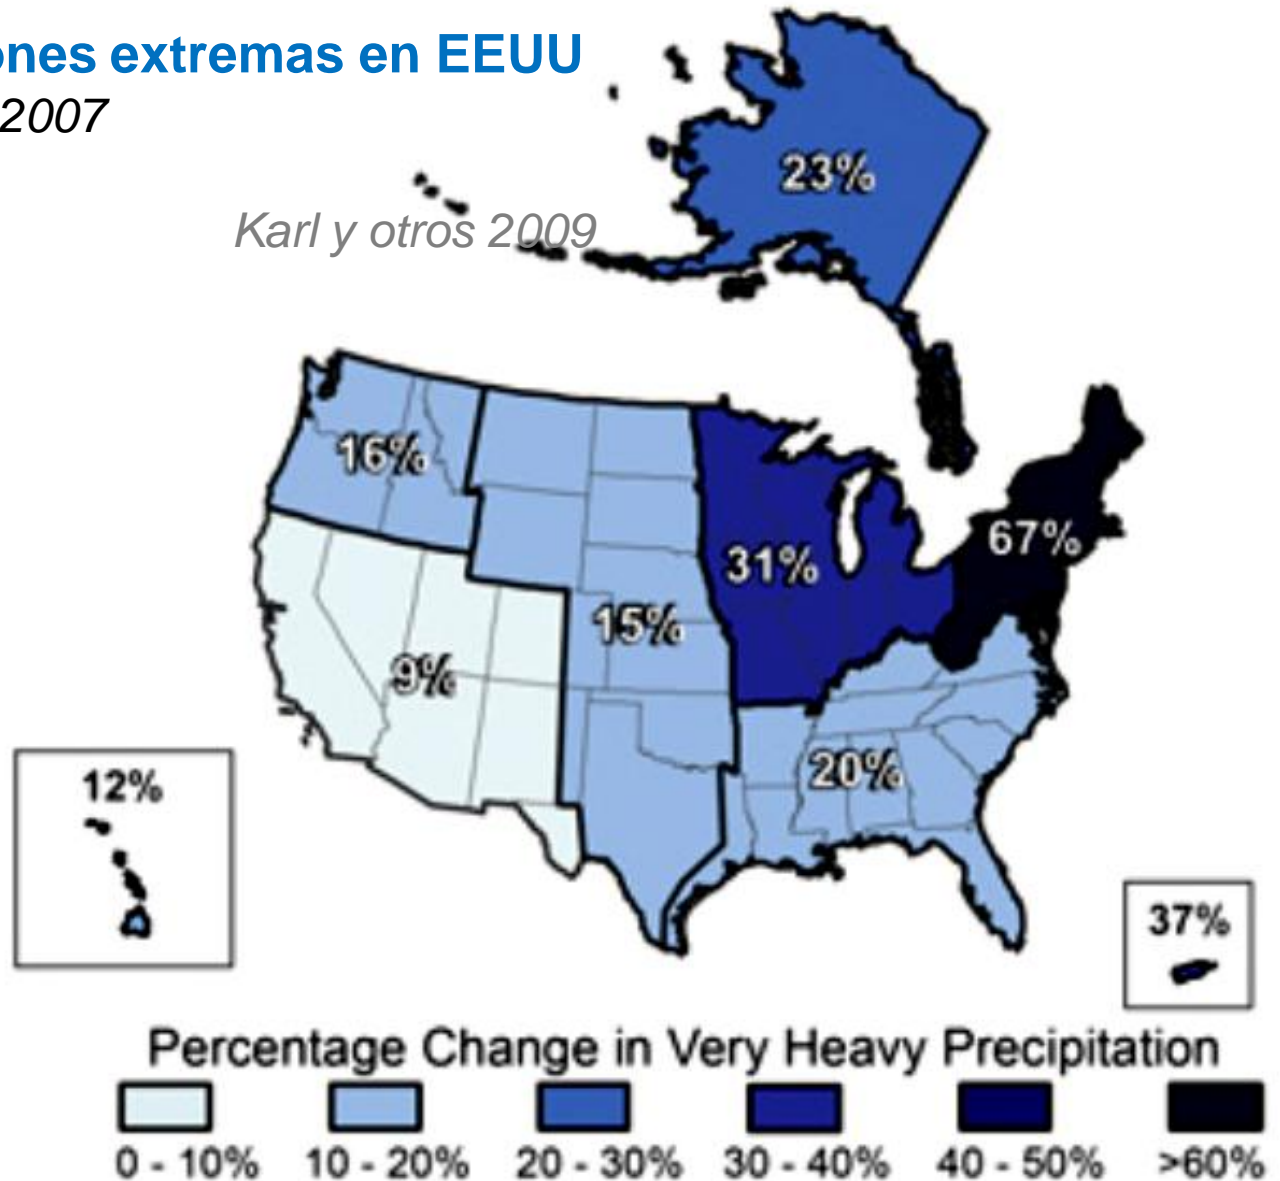 ones extremas en EEUU
2007
Karl y otros 2009
23%
16%
67%
31%
15%
9%
20%
12%
37%
Percentage Change in Very Heavy Precipitation
0 - 10% 10 - 20% 20 - 30% 30 - 40% 40 - 50% >60%